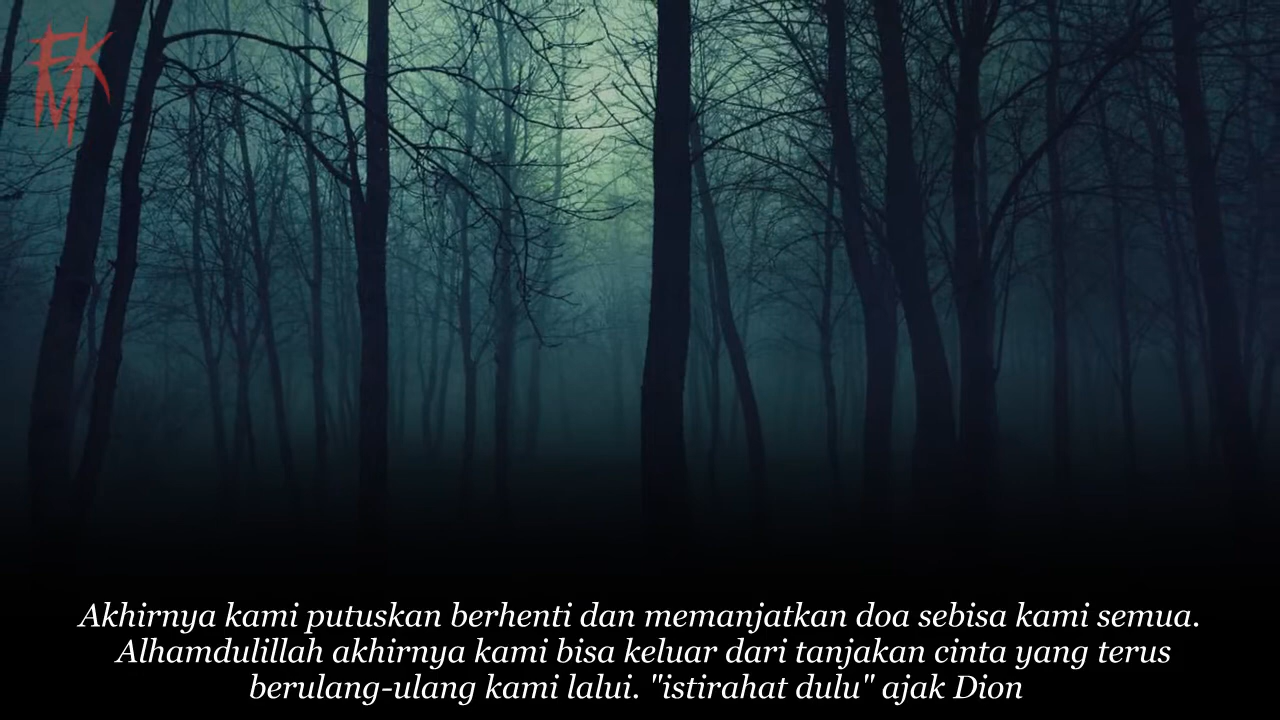 FKM
Akhirnya kami putuskan berhenti dan memanjatkan doa sebisa kami semua.
Alhamdulillah akhirnya kami bisa keluar dari tanjakan cinta yang terus
berulang-ulang kami lalui. "istirahat dulu" ajak Dion